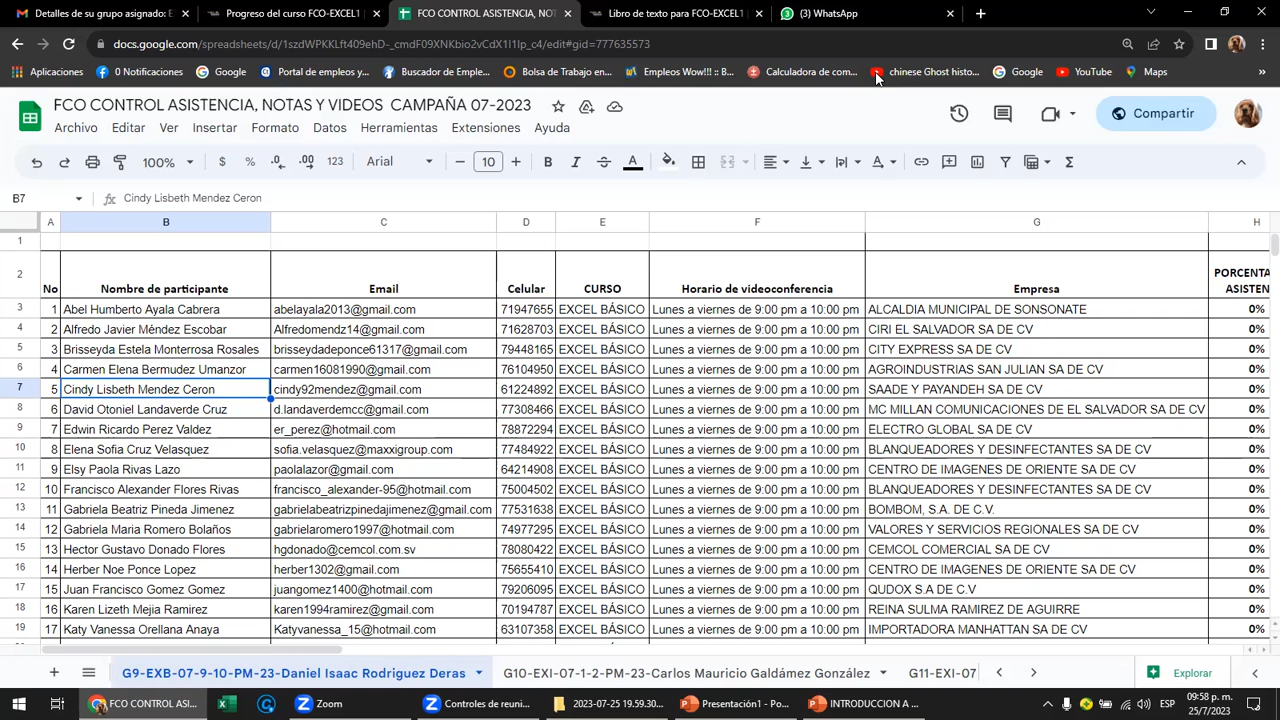 Detalles de su grupo asignado: E
Progreso del curso FCO-EXCEL1
FCO CONTROL ASISTENCIA, NOT
Libro de texto para FCO-EXCEL1
(3) WhatsApp
docs.google.com/spreadsheets/d/1szdWPKKLft409ehD-_cmdF09XNKbio2vCdX1I1Ip_c4/edit#gid=777635573
Aplicaciones
0 Notificaciones
Google
Portal de empleos y...
Buscador de Emple...
Bolsa de Trabajo en...
Empleos Wow!!! :: B...
Calculadora de com...
chinese Ghost histo...
Google
YouTube
Maps
FCO CONTROL ASISTENCIA, NOTAS Y VIDEOS CAMPAÑA 07-2023
Compartir
Archivo Editar Ver Insertar Formato Datos Herramientas Extensiones Ayuda
100% $ % .0 .00 123 Arial 10
B7 fx Cindy Lisbeth Mendez Ceron
A B C D E F G H
1
2 No Nombre de participante Email Celular CURSO Horario de videoconferencia Empresa PORCENTA ASISTEN
3 1 Abel Humberto Ayala Cabrera abelayala2013@gmail.com 71947655 EXCEL BÁSICO Lunes a viernes de 9:00 pm a 10:00 pm ALCALDIA MUNICIPAL DE SONSONATE 0%
4 2 Alfredo Javier Méndez Escobar Alfredomendz14@gmail.com 71628703 EXCEL BÁSICO Lunes a viernes de 9:00 pm a 10:00 pm CIRI EL SALVADOR SA DE CV 0%
5 3 Brisseyda Estela Monterrosa Rosales brisseydadeponce61317@gmail.com 79448165 EXCEL BÁSICO Lunes a viernes de 9:00 pm a 10:00 pm CITY EXPRESS SA DE CV 0%
6 4 Carmen Elena Bermudez Umanzor carmen16081990@gmail.com 76104950 EXCEL BÁSICO Lunes a viernes de 9:00 pm a 10:00 pm AGROINDUSTRIAS SAN JULIAN SA DE CV 0%
7 5 Cindy Lisbeth Mendez Ceron cindy92mendez@gmail.com 61224892 EXCEL BÁSICO Lunes a viernes de 9:00 pm a 10:00 pm SAADE Y PAYANDEH SA DE CV 0%
8 6 David Otoniel Landaverde Cruz d.landaverdemcc@gmail.com 77308466 EXCEL BÁSICO Lunes a viernes de 9:00 pm a 10:00 pm MC MILLAN COMUNICACIONES DE EL SALVADOR SA DE CV 0%
9 7 Edwin Ricardo Perez Valdez er_perez@hotmail.com 78872294 EXCEL BÁSICO Lunes a viernes de 9:00 pm a 10:00 pm ELECTRO GLOBAL SA DE CV 0%
10 8 Elena Sofia Cruz Velasquez sofia.velasquez@maxxigroup.com 77484922 EXCEL BÁSICO Lunes a viernes de 9:00 pm a 10:00 pm BLANQUEADORES Y DESINFECTANTES SA DE CV 0%
11 9 Elsy Paola Rivas Lazo paolalazor@gmail.com 64214908 EXCEL BÁSICO Lunes a viernes de 9:00 pm a 10:00 pm CENTRO DE IMAGENES DE ORIENTE SA DE CV 0%
12 10 Francisco Alexander Flores Rivas francisco_alexander-95@hotmail.com 75004502 EXCEL BÁSICO Lunes a viernes de 9:00 pm a 10:00 pm BLANQUEADORES Y DESINFECTANTES SA DE CV 0%
13 11 Gabriela Beatriz Pineda Jimenez gabrielabeatrizpinedajimenez@gmail.com 77531638 EXCEL BÁSICO Lunes a viernes de 9:00 pm a 10:00 pm BOMBOM, S.A. DE C.V. 0%
14 12 Gabriela Maria Romero Bolaños gabrielaromero1997@hotmail.com 74977295 EXCEL BÁSICO Lunes a viernes de 9:00 pm a 10:00 pm VALORES Y SERVICIOS REGIONALES SA DE CV 0%
15 13 Hector Gustavo Donado Flores hgdonado@cemcol.com.sv 78080422 EXCEL BÁSICO Lunes a viernes de 9:00 pm a 10:00 pm CEMCOL COMERCIAL SA DE CV 0%
16 14 Herber Noe Ponce Lopez herber1302@gmail.com 75655410 EXCEL BÁSICO Lunes a viernes de 9:00 pm a 10:00 pm CENTRO DE IMAGENES DE ORIENTE SA DE CV 0%
17 15 Juan Francisco Gomez Gomez juangomez1400@hotmail.com 79206095 EXCEL BÁSICO Lunes a viernes de 9:00 pm a 10:00 pm QUDOX S.A DE C.V 0%
18 16 Karen Lizeth Mejia Ramirez karen1994ramirez@gmail.com 70194787 EXCEL BÁSICO Lunes a viernes de 9:00 pm a 10:00 pm REINA SULMA RAMIREZ DE AGUIRRE 0%
19 17 Katy Vanessa Orellana Anaya Katyvanessa_15@hotmail.com 63107358 EXCEL BÁSICO Lunes a viernes de 9:00 pm a 10:00 pm IMPORTADORA MANHATTAN SA DE CV 0%
G9-EXB-07-9-10-PM-23-Daniel Isaac Rodriguez Deras G10-EXI-07-1-2-PM-23-Carlos Mauricio Galdámez González G11-EXI-07 Explorar
FCO CONTROL ASI... Zoom Controles de reuni... 2023-07-25 19.59.30... Presentación1 - Po... INTRODUCCION A ... ESP 09:58 p. m.
25/7/2023